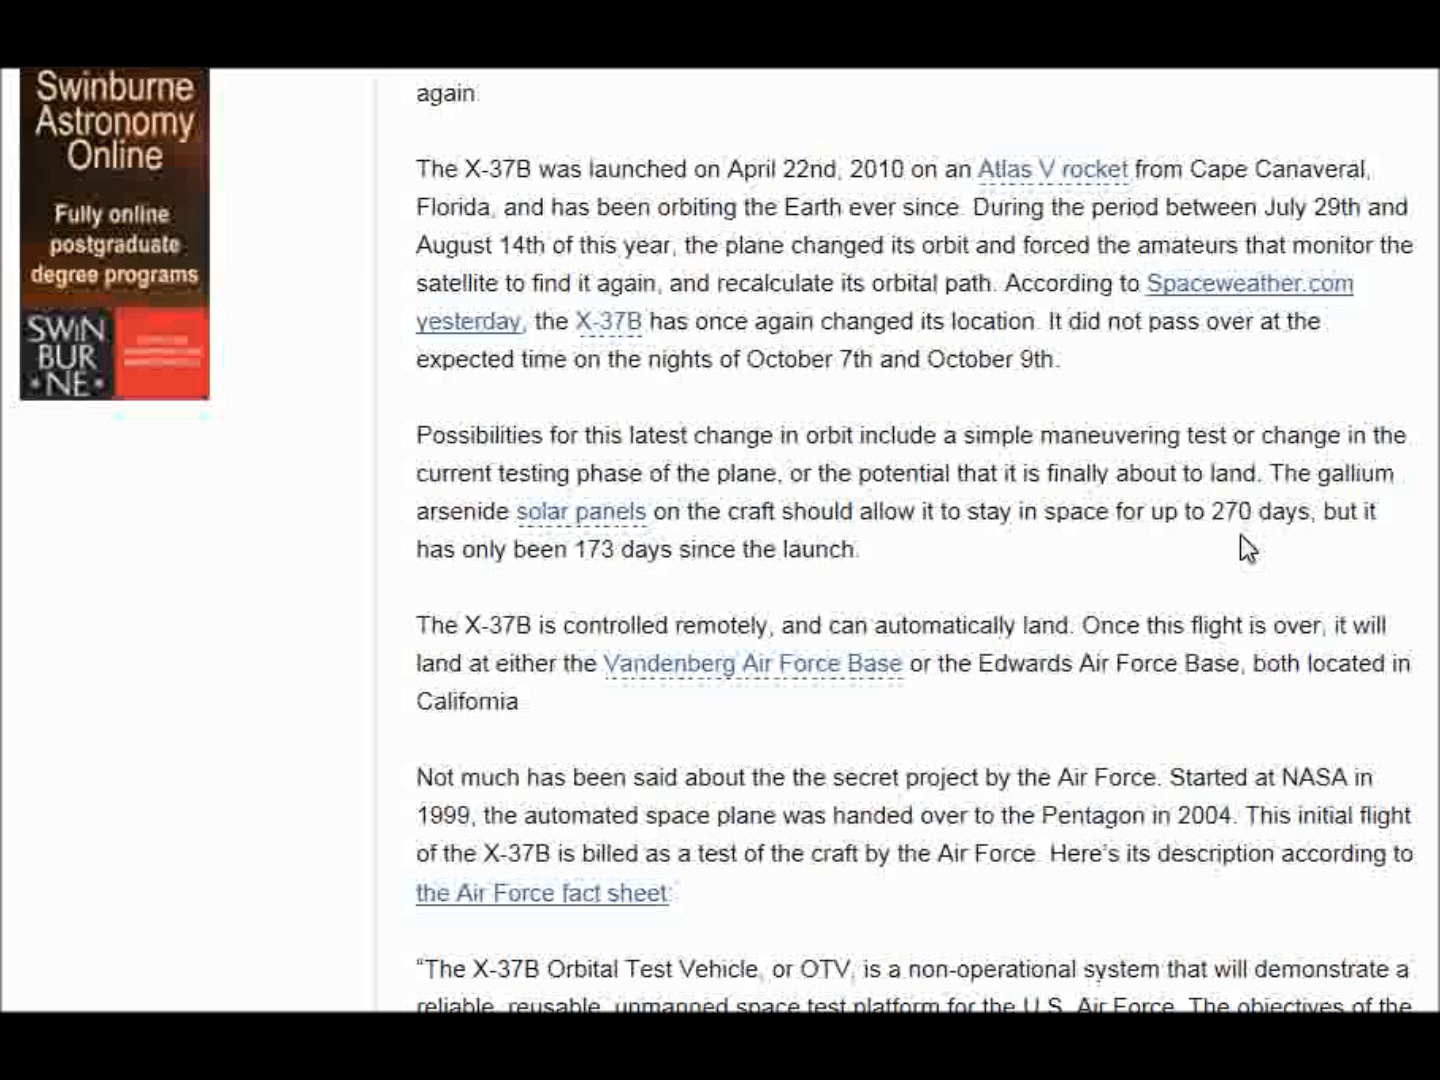 Swinburne
Astronomy
Online
Fully online
postgraduate
degree programs
SWIN
BUR
•NE•
again.
The X-37B was launched on April 22nd, 2010 on an Atlas V rocket from Cape Canaveral,
Florida, and has been orbiting the Earth ever since. During the period between July 29th and
August 14th of this year, the plane changed its orbit and forced the amateurs that monitor the
satellite to find it again, and recalculate its orbital path. According to Spaceweather.com
yesterday, the X-37B has once again changed its location. It did not pass over at the
expected time on the nights of October 7th and October 9th.
Possibilities for this latest change in orbit include a simple maneuvering test or change in the
current testing phase of the plane, or the potential that it is finally about to land. The gallium
arsenide solar panels on the craft should allow it to stay in space for up to 270 days, but it
has only been 173 days since the launch.
The X-37B is controlled remotely, and can automatically land. Once this flight is over, it will
land at either the Vandenberg Air Force Base or the Edwards Air Force Base, both located in
California
Not much has been said about the the secret project by the Air Force. Started at NASA in
1999, the automated space plane was handed over to the Pentagon in 2004. This initial flight
of the X-37B is billed as a test of the craft by the Air Force. Here's its description according to
the Air Force fact sheet:
“The X-37B Orbital Test Vehicle, or OTV, is a non-operational system that will demonstrate a
reliable, reusable, unmanned space test platform for the U.S. Air Force. The objectives of the